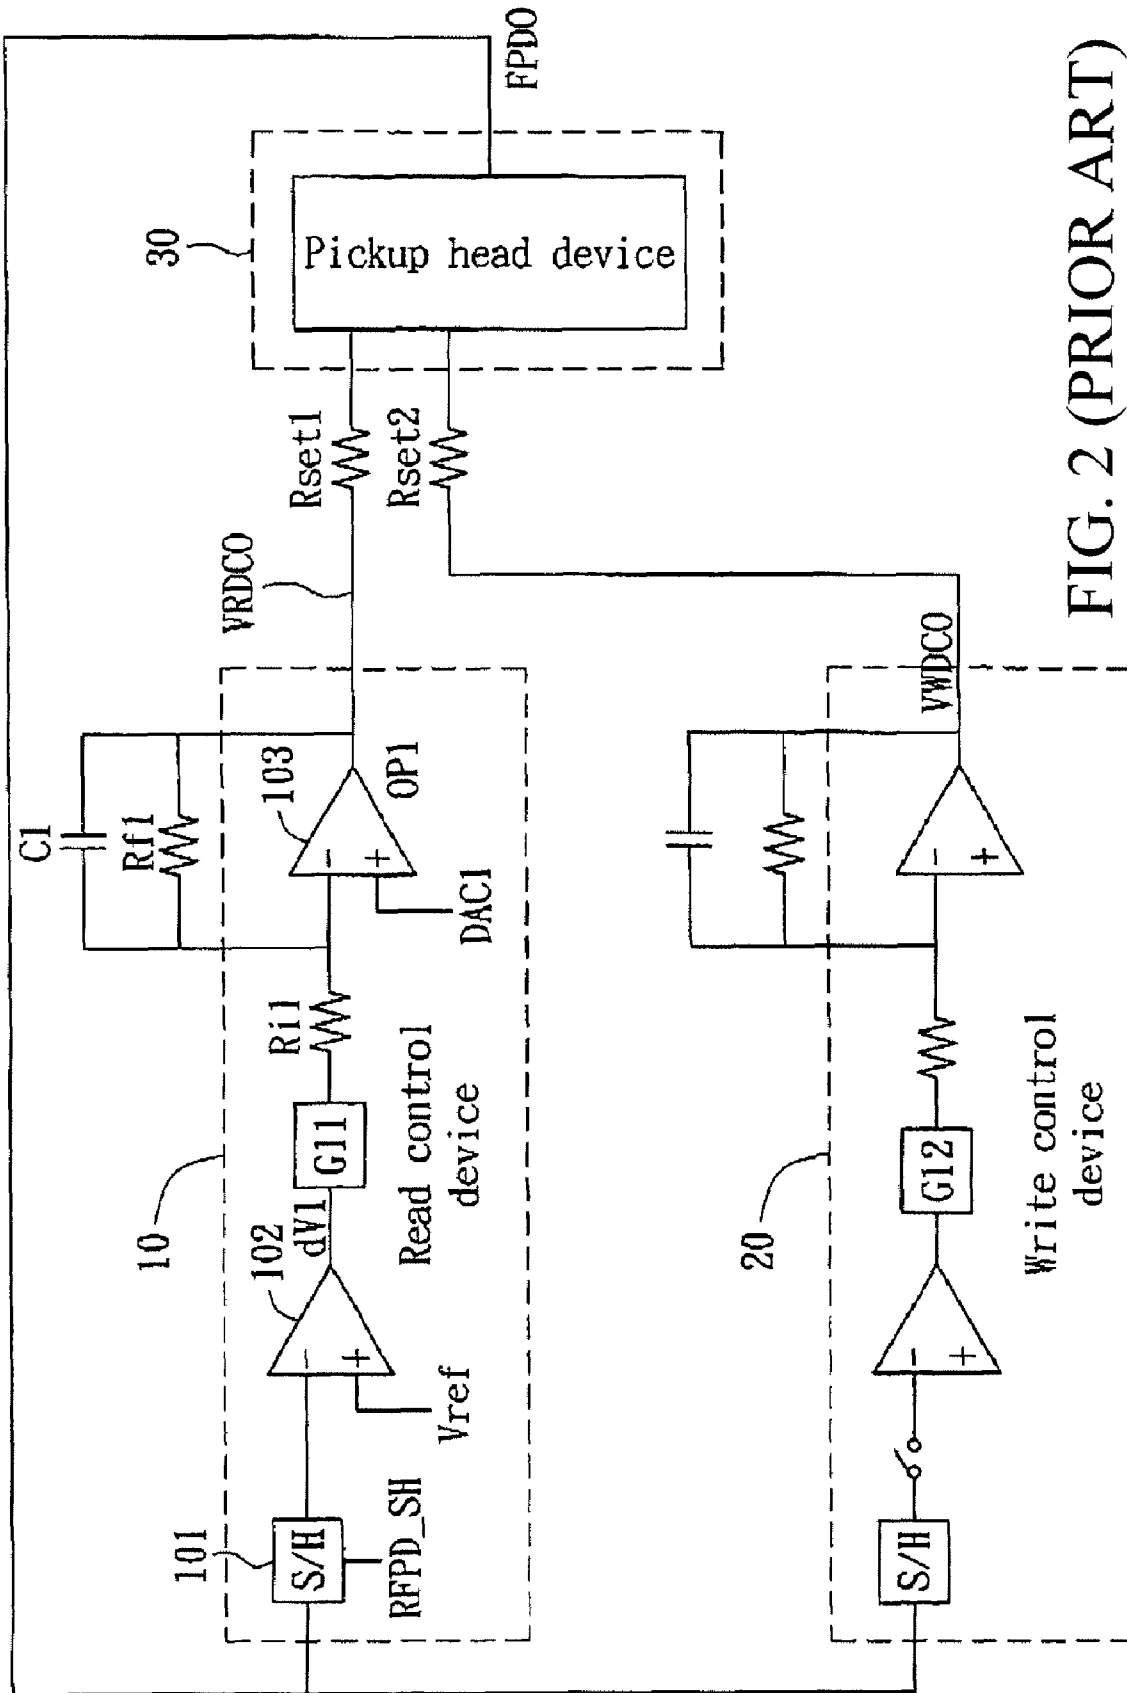 FPDO
30
Pickup head device
Rset1
Rset2
VRDCO
C1
Rf1
103
OP1
DAC1
Ri1
G11
dV1
102
Vref
10
Read control
device
101
S/H
RFPD_SH
VWDCO
G12
20
Write control
device
S/H
−
+
−
+
−
+
−
+
FIG. 2 (PRIOR ART)